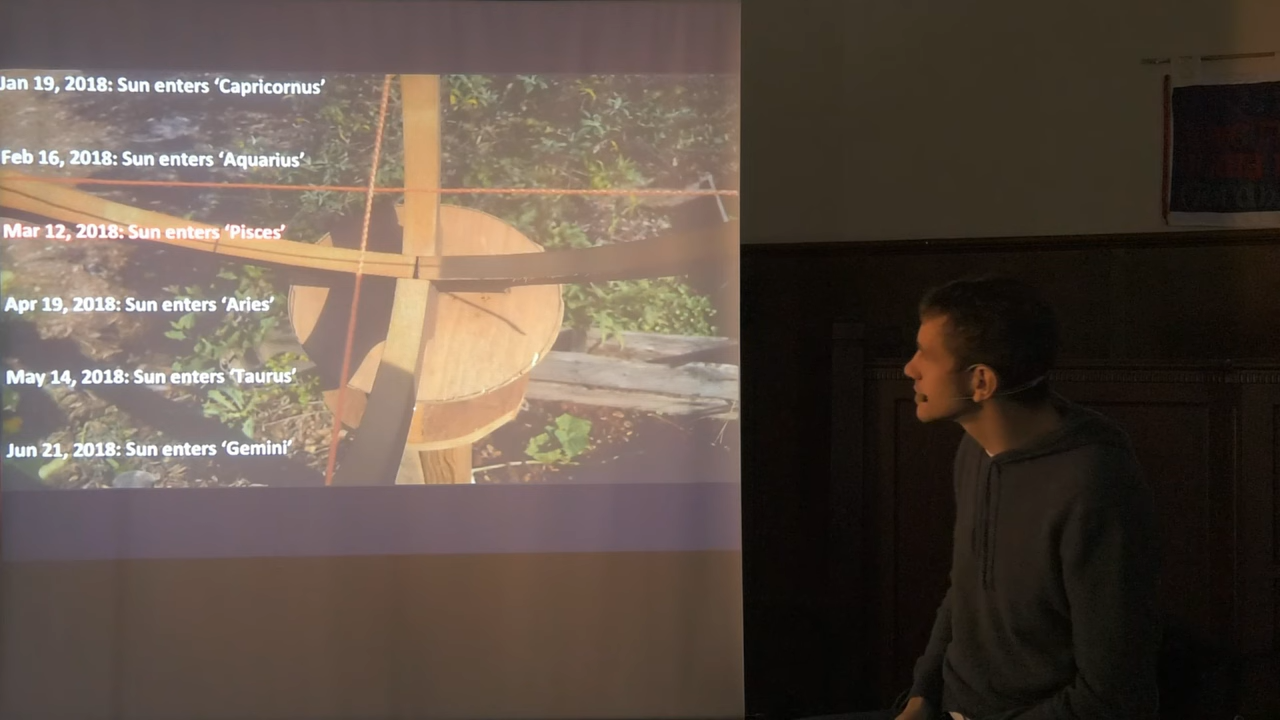 Jan 19, 2018: Sun enters ‘Capricornus’
Feb 16, 2018: Sun enters ‘Aquarius’
Mar 12, 2018: Sun enters ‘Pisces’
Apr 19, 2018: Sun enters ‘Aries’
May 14, 2018: Sun enters ‘Taurus’
Jun 21, 2018: Sun enters ‘Gemini’